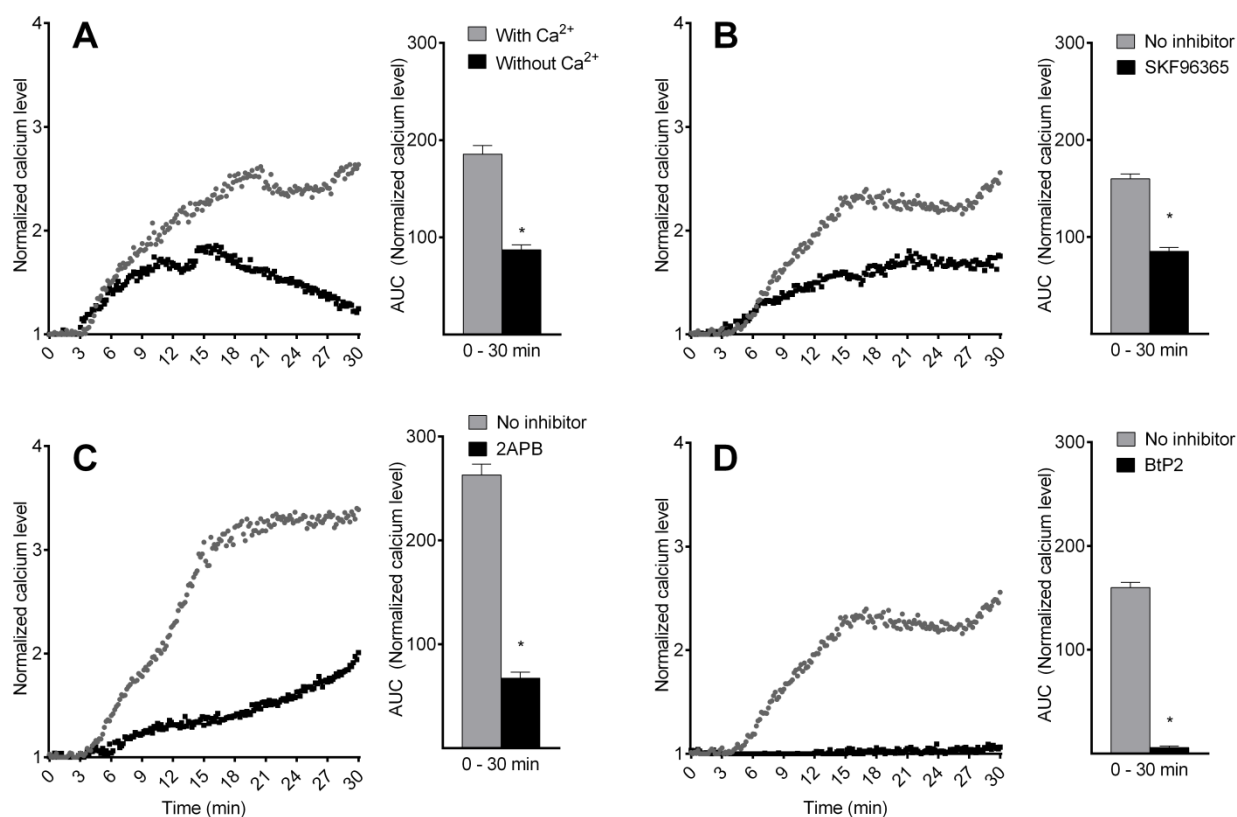 A
Normalized calcium level
4
3
2
1
0
3
6
9
12
15
18
21
24
27
30
With Ca²⁺
Without Ca²⁺
AUC (Normalized calcium level)
300
200
100
*
0 - 30 min
B
Normalized calcium level
4
3
2
1
0
3
6
9
12
15
18
21
24
27
30
No inhibitor
SKF96365
AUC (Normalized calcium level)
300
200
100
*
0 - 30 min
C
Normalized calcium level
4
3
2
1
0
3
6
9
12
15
18
21
24
27
30
Time (min)
No inhibitor
2APB
AUC (Normalized calcium level)
300
200
100
*
0 - 30 min
D
Normalized calcium level
4
3
2
1
0
3
6
9
12
15
18
21
24
27
30
Time (min)
No inhibitor
BtP2
AUC (Normalized calcium level)
300
200
100
*
0 - 30 min